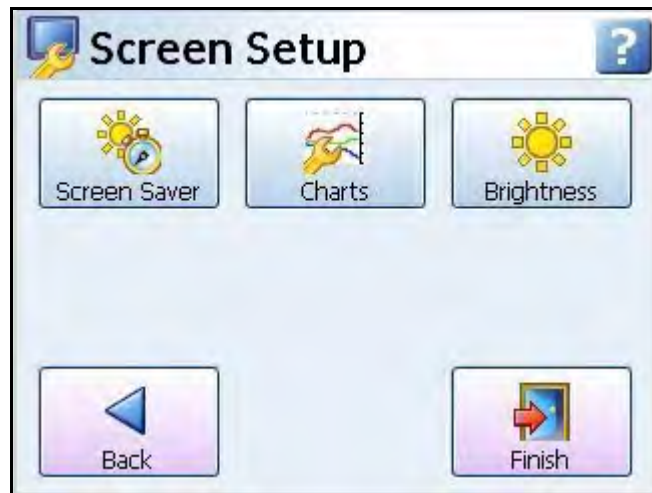 Screen Setup
?
Screen Saver
Charts
Brightness
Back
Finish